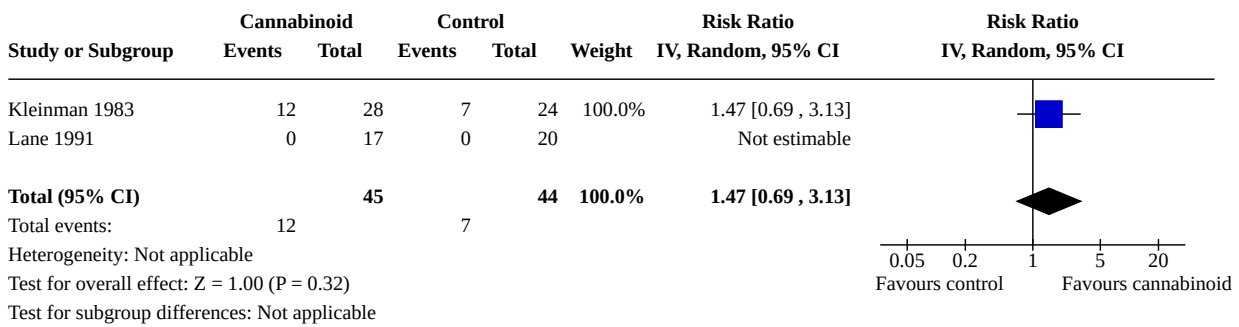 Cannabinoid Control Risk Ratio Risk Ratio
Study or Subgroup Events Total Events Total Weight IV, Random, 95% CI IV, Random, 95% CI
Kleinman 1983 12 28 7 24 100.0% 1.47 [0.69 , 3.13]
Lane 1991 0 17 0 20 Not estimable
Total (95% CI) 45 44 100.0% 1.47 [0.69 , 3.13]
Total events: 12 7
Heterogeneity: Not applicable 0.05 0.2 1 5 20
Test for overall effect: Z = 1.00 (P = 0.32) Favours control Favours cannabinoid
Test for subgroup differences: Not applicable